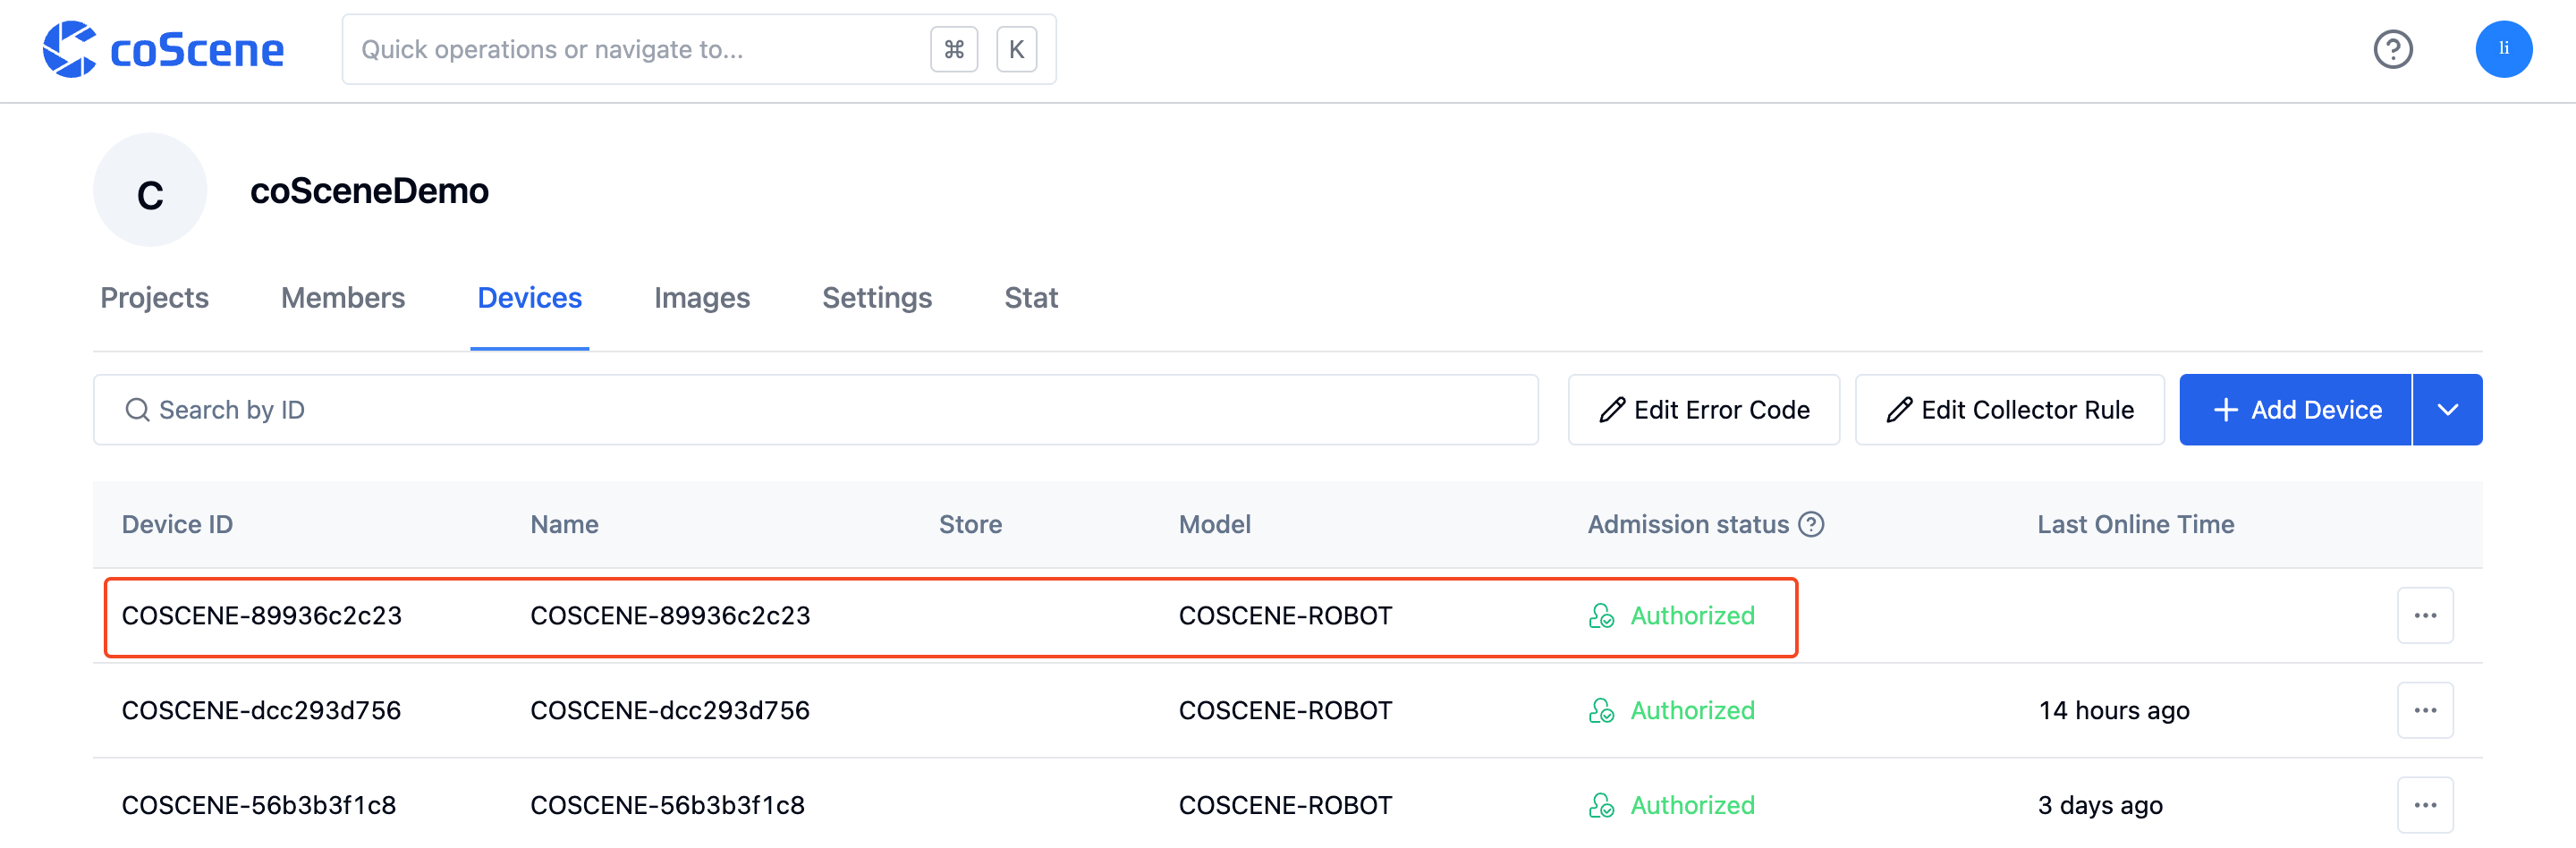 coScene
Quick operations or navigate to... ⌘ K
li
C
coSceneDemo
Projects Members Devices Images Settings Stat
Search by ID
Edit Error Code
Edit Collector Rule
Add Device
Device ID Name Store Model Admission status Last Online Time
COSCENE-89936c2c23 COSCENE-89936c2c23 COSCENE-ROBOT Authorized
COSCENE-dcc293d756 COSCENE-dcc293d756 COSCENE-ROBOT Authorized 14 hours ago
COSCENE-56b3b3f1c8 COSCENE-56b3b3f1c8 COSCENE-ROBOT Authorized 3 days ago